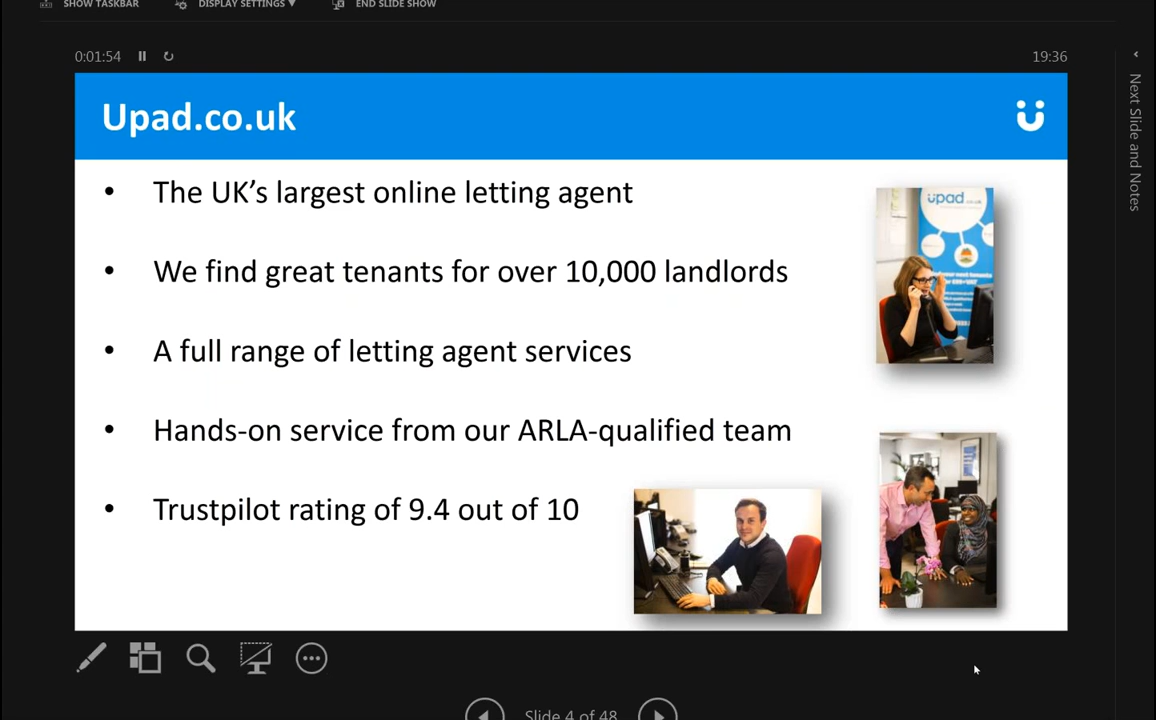 SHOW TASKBAR
DISPLAY SETTINGS ▼
END SLIDE SHOW
0:01:54
19:36
Next Slide and Notes
Upad.co.uk
• The UK’s largest online letting agent
• We find great tenants for over 10,000 landlords
• A full range of letting agent services
• Hands-on service from our ARLA-qualified team
• Trustpilot rating of 9.4 out of 10
upad.co.uk
Slide 4 of 48